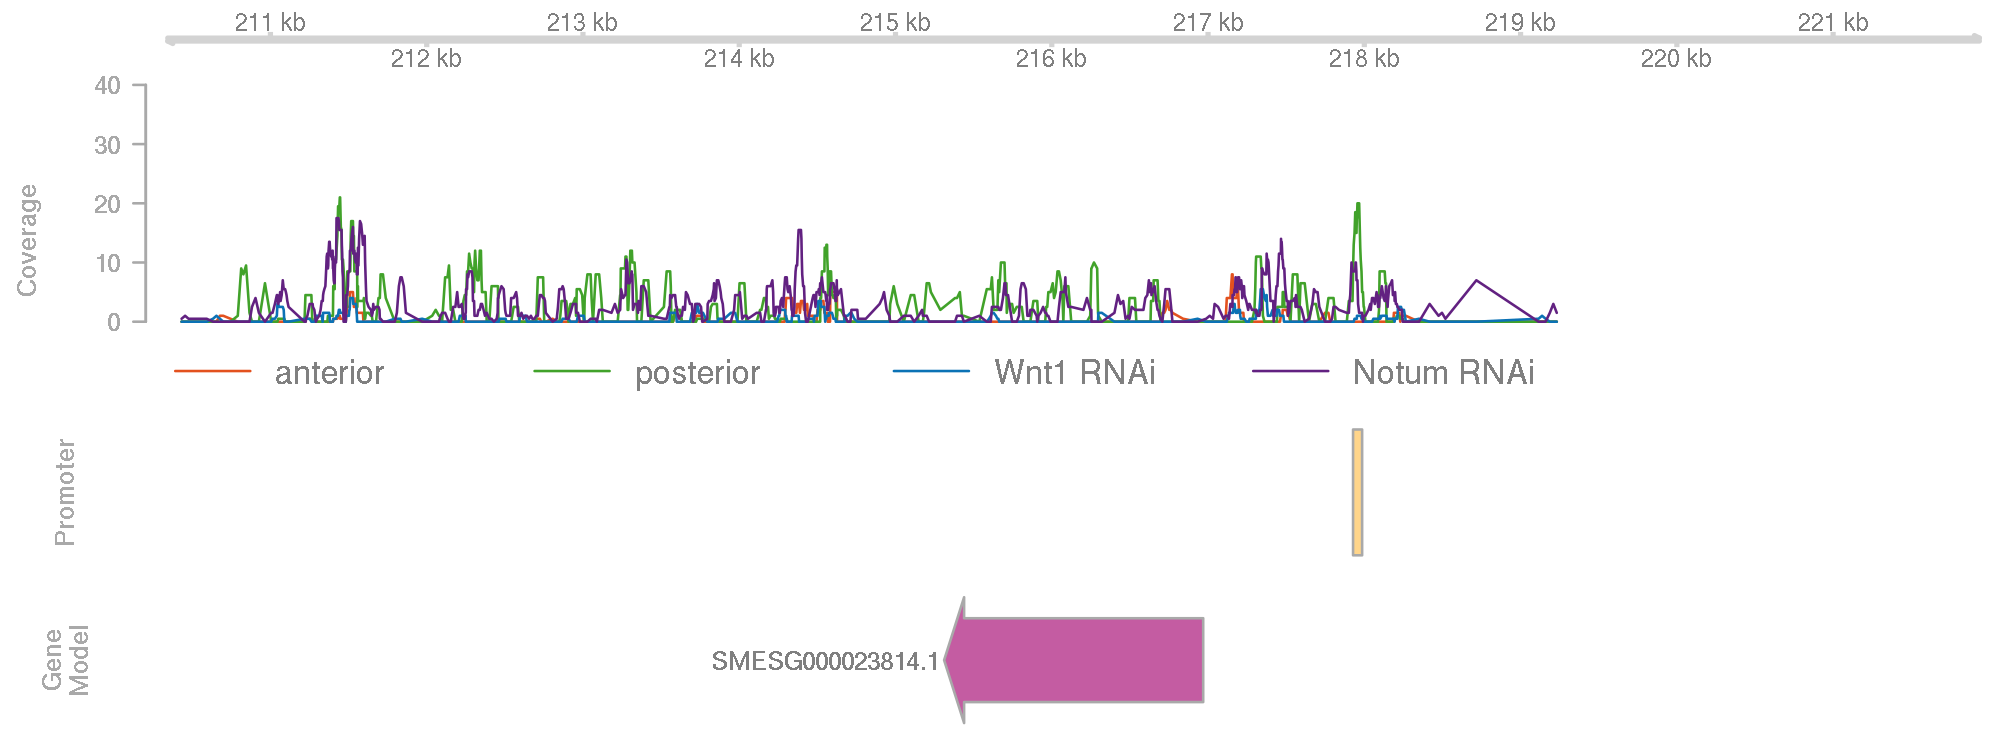 211 kb 213 kb 215 kb 217 kb 219 kb 221 kb
212 kb 214 kb 216 kb 218 kb 220 kb
40
30
20
10
0
Coverage
anterior posterior Wnt1 RNAi Notum RNAi
Promoter
Gene
Model
SMESG000023814.1